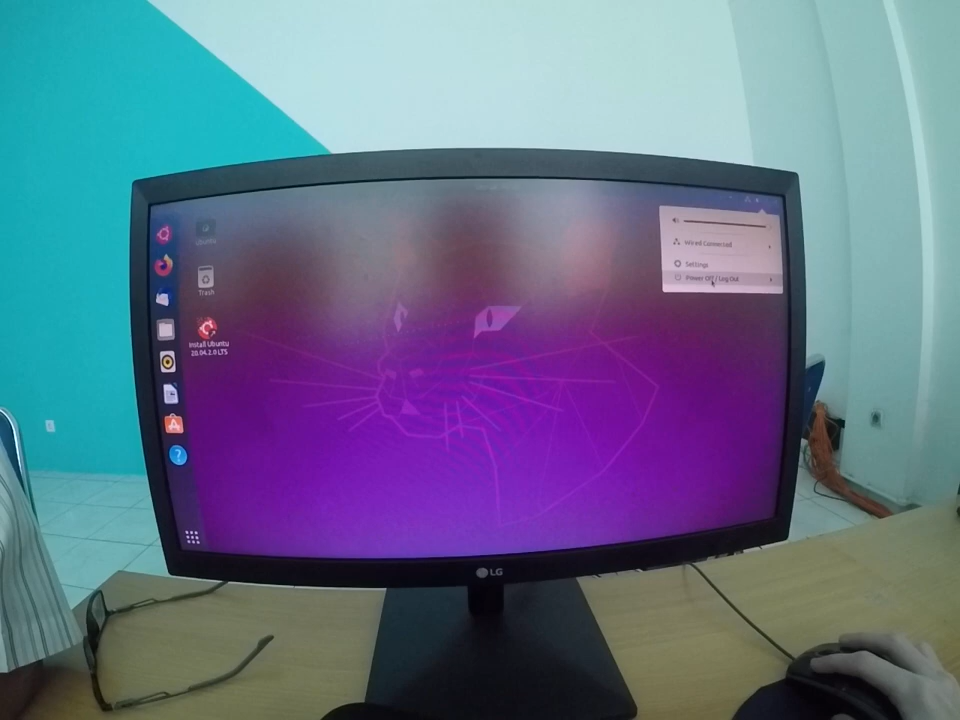 Ubuntu
Trash
Install Ubuntu
20.04.2.0 LTS
Wired Connected
Settings
Power Off / Log Out
LG